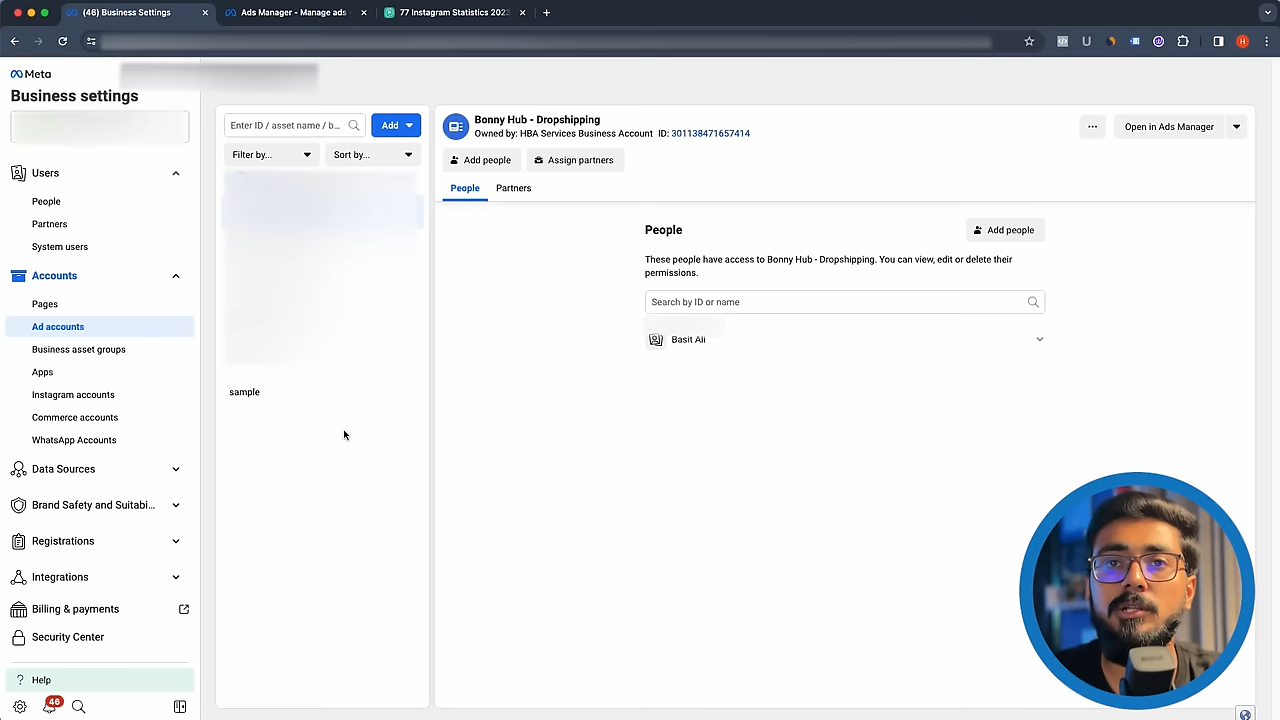 (46) Business Settings
Ads Manager - Manage ads
77 Instagram Statistics 2023
Meta
Business settings
Users
People
Partners
System users
Accounts
Pages
Ad accounts
Business asset groups
Apps
Instagram accounts
Commerce accounts
WhatsApp Accounts
Data Sources
Brand Safety and Suitabi...
Registrations
Integrations
Billing & payments
Security Center
? Help
46
Enter ID / asset name / b...
Add
Filter by...
Sort by...
sample
Bonny Hub - Dropshipping
Owned by: HBA Services Business Account ID: 301138471657414
Open in Ads Manager
Add people
Assign partners
People
Partners
People
Add people
These people have access to Bonny Hub - Dropshipping. You can view, edit or delete their
permissions.
Search by ID or name
Basit Ali
H